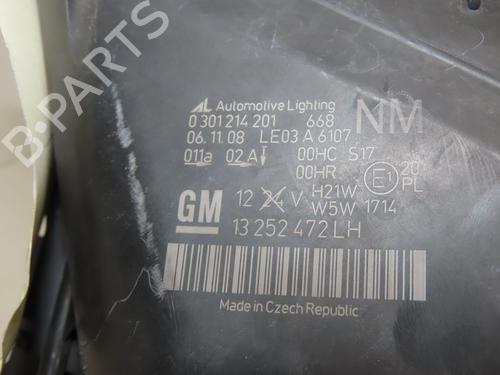 B-PARTS
AL Automotive Lighting NM
0 301 214 201 668
06.11.08 LE03 A 6107
011a 02A 00HC S17
00HR E1 20
H21W PL
GM 12 24 V W5W 1714
13 252 472 LH
Made in Czech Republic